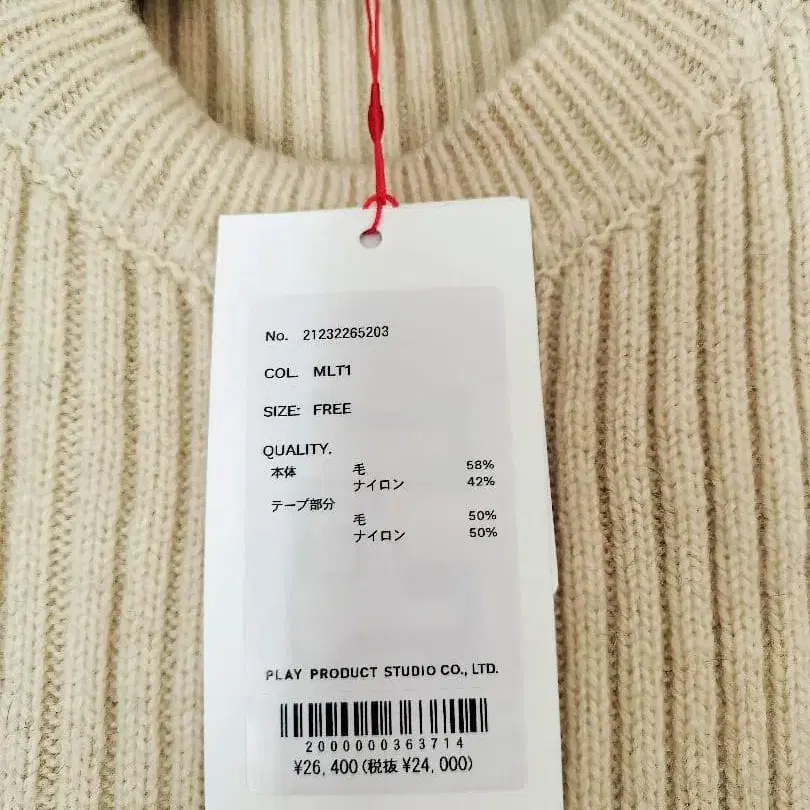 No. 21232265203
COL. MLT1
SIZE: FREE
QUALITY.
本体 毛 58%
ナイロン 42%
テープ部分
毛 50%
ナイロン 50%
PLAY PRODUCT STUDIO CO., LTD.
2000000363714
¥26,400(税抜 ¥24,000)